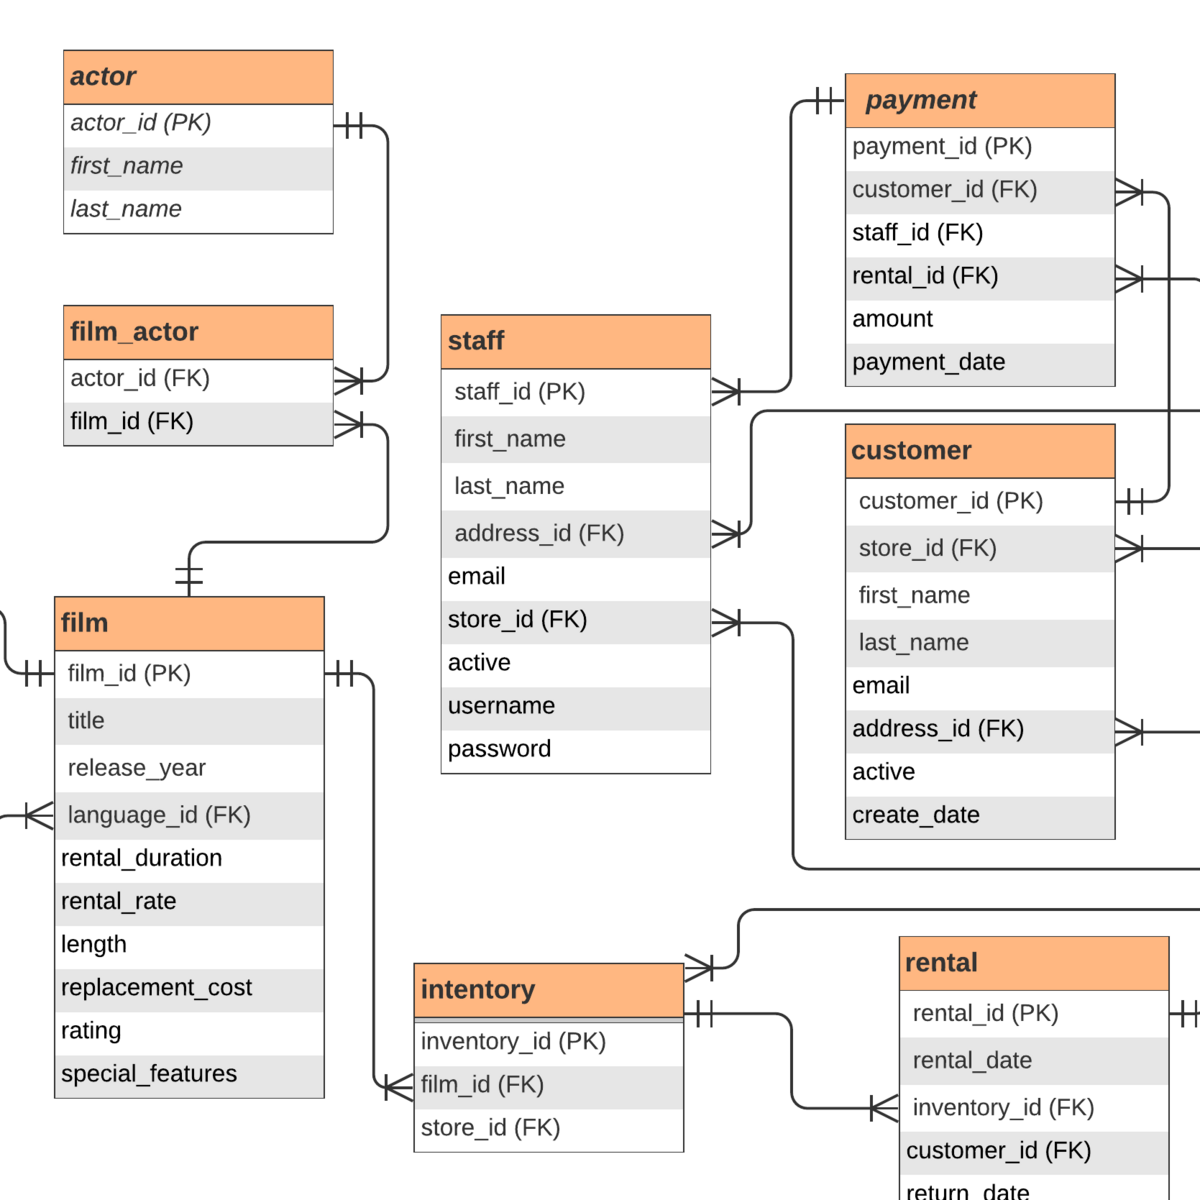 actor
actor_id (PK)
first_name
last_name
film_actor
actor_id (FK)
film_id (FK)
film
film_id (PK)
title
release_year
language_id (FK)
rental_duration
rental_rate
length
replacement_cost
rating
special_features
staff
staff_id (PK)
first_name
last_name
address_id (FK)
email
store_id (FK)
active
username
password
intentory
inventory_id (PK)
film_id (FK)
store_id (FK)
payment
payment_id (PK)
customer_id (FK)
staff_id (FK)
rental_id (FK)
amount
payment_date
customer
customer_id (PK)
store_id (FK)
first_name
last_name
email
address_id (FK)
active
create_date
rental
rental_id (PK)
rental_date
inventory_id (FK)
customer_id (FK)
return_date